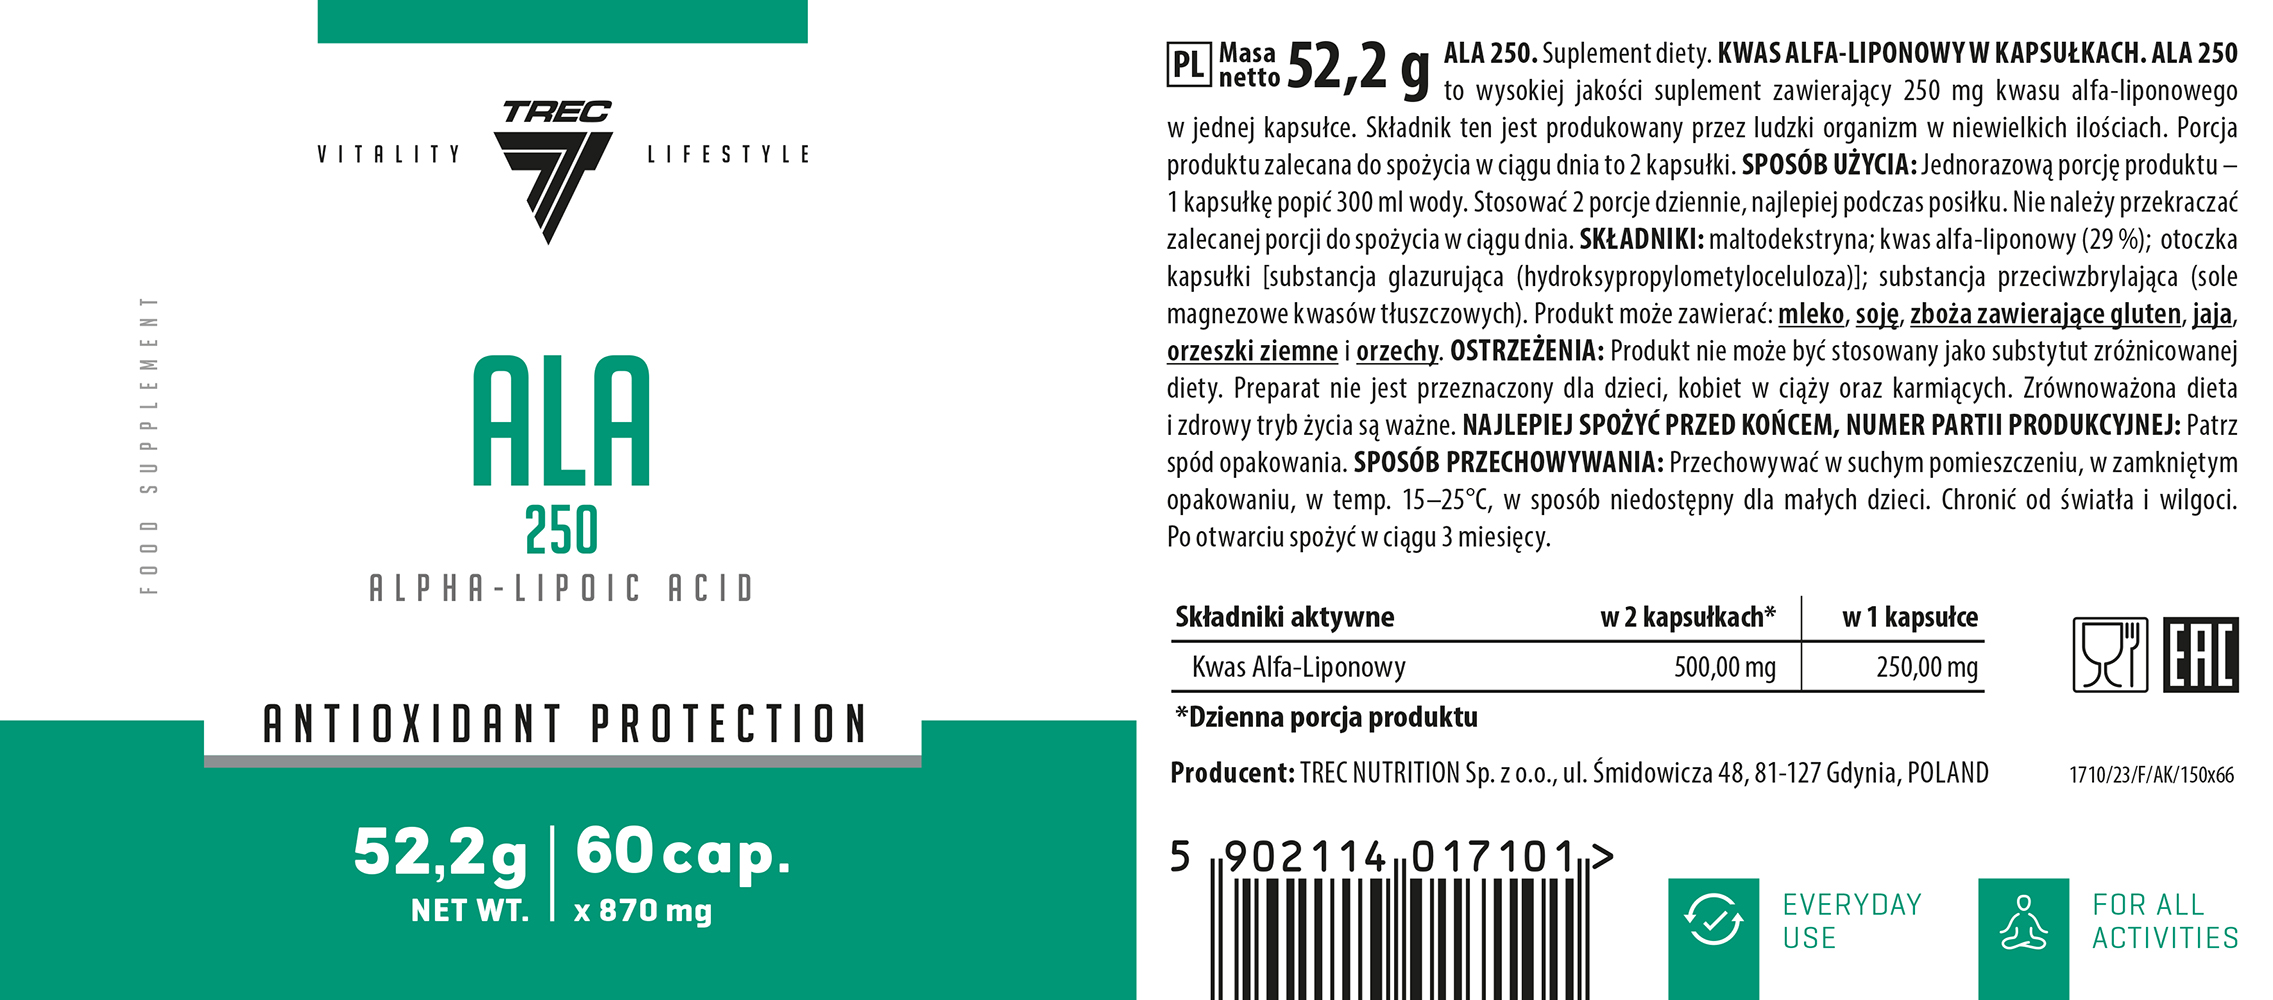 TREC
VITALITY
LIFESTYLE
FOOD SUPPLEMENT
ALA
250
ALPHA-LIPOIC ACID
ANTIOXIDANT PROTECTION
52,2g
NET WT.
60 cap.
x 870 mg
PL Masa netto 52,2 g ALA 250. Suplement diety. KWAS ALFA-LIPONOWY W KAPSUŁKACH. ALA 250
to wysokiej jakości suplement zawierający 250 mg kwasu alfa-liponowego
w jednej kapsułce. Składnik ten jest produkowany przez ludzki organizm w niewielkich ilościach. Porcja
produktu zalecana do spożycia w ciągu dnia to 2 kapsułki. SPOSÓB UŻYCIA: Jednorazową porcję produktu –
1 kapsułkę popić 300 ml wody. Stosować 2 porcje dziennie, najlepiej podczas posiłku. Nie należy przekraczać
zalecanej porcji do spożycia w ciągu dnia. SKŁADNIKI: maltodekstryna; kwas alfa-liponowy (29 %); otoczka
kapsułki [substancja glazurująca (hydroksypropylometyloceluloza)]; substancja przeciwzbrylająca (sole
magnezowe kwasów tłuszczowych). Produkt może zawierać: mleko, soję, zboża zawierające gluten, jaja,
orzeszki ziemne i orzechy. OSTRZEŻENIA: Produkt nie może być stosowany jako substytut zróżnicowanej
diety. Preparat nie jest przeznaczony dla dzieci, kobiet w ciąży oraz karmiących. Zrównoważona dieta
i zdrowy tryb życia są ważne. NAJLEPIEJ SPOŻYĆ PRZED KOŃCEM, NUMER PARTII PRODUKCYJNEJ: Patrz
spód opakowania. SPOSÓB PRZECHOWYWANIA: Przechowywać w suchym pomieszczeniu, w zamkniętym
opakowaniu, w temp. 15–25°C, w sposób niedostępny dla małych dzieci. Chronić od światła i wilgoci.
Po otwarciu spożyć w ciągu 3 miesięcy.
Składniki aktywne w 2 kapsułkach* w 1 kapsułce
Kwas Alfa-Liponowy 500,00 mg 250,00 mg
*Dzienna porcja produktu
EAC
Producent: TREC NUTRITION Sp. z o.o., ul. Śmidowicza 48, 81-127 Gdynia, POLAND
1710/23/F/AK/150x66
5 902114 017101 >
EVERYDAY
USE
FOR ALL
ACTIVITIES